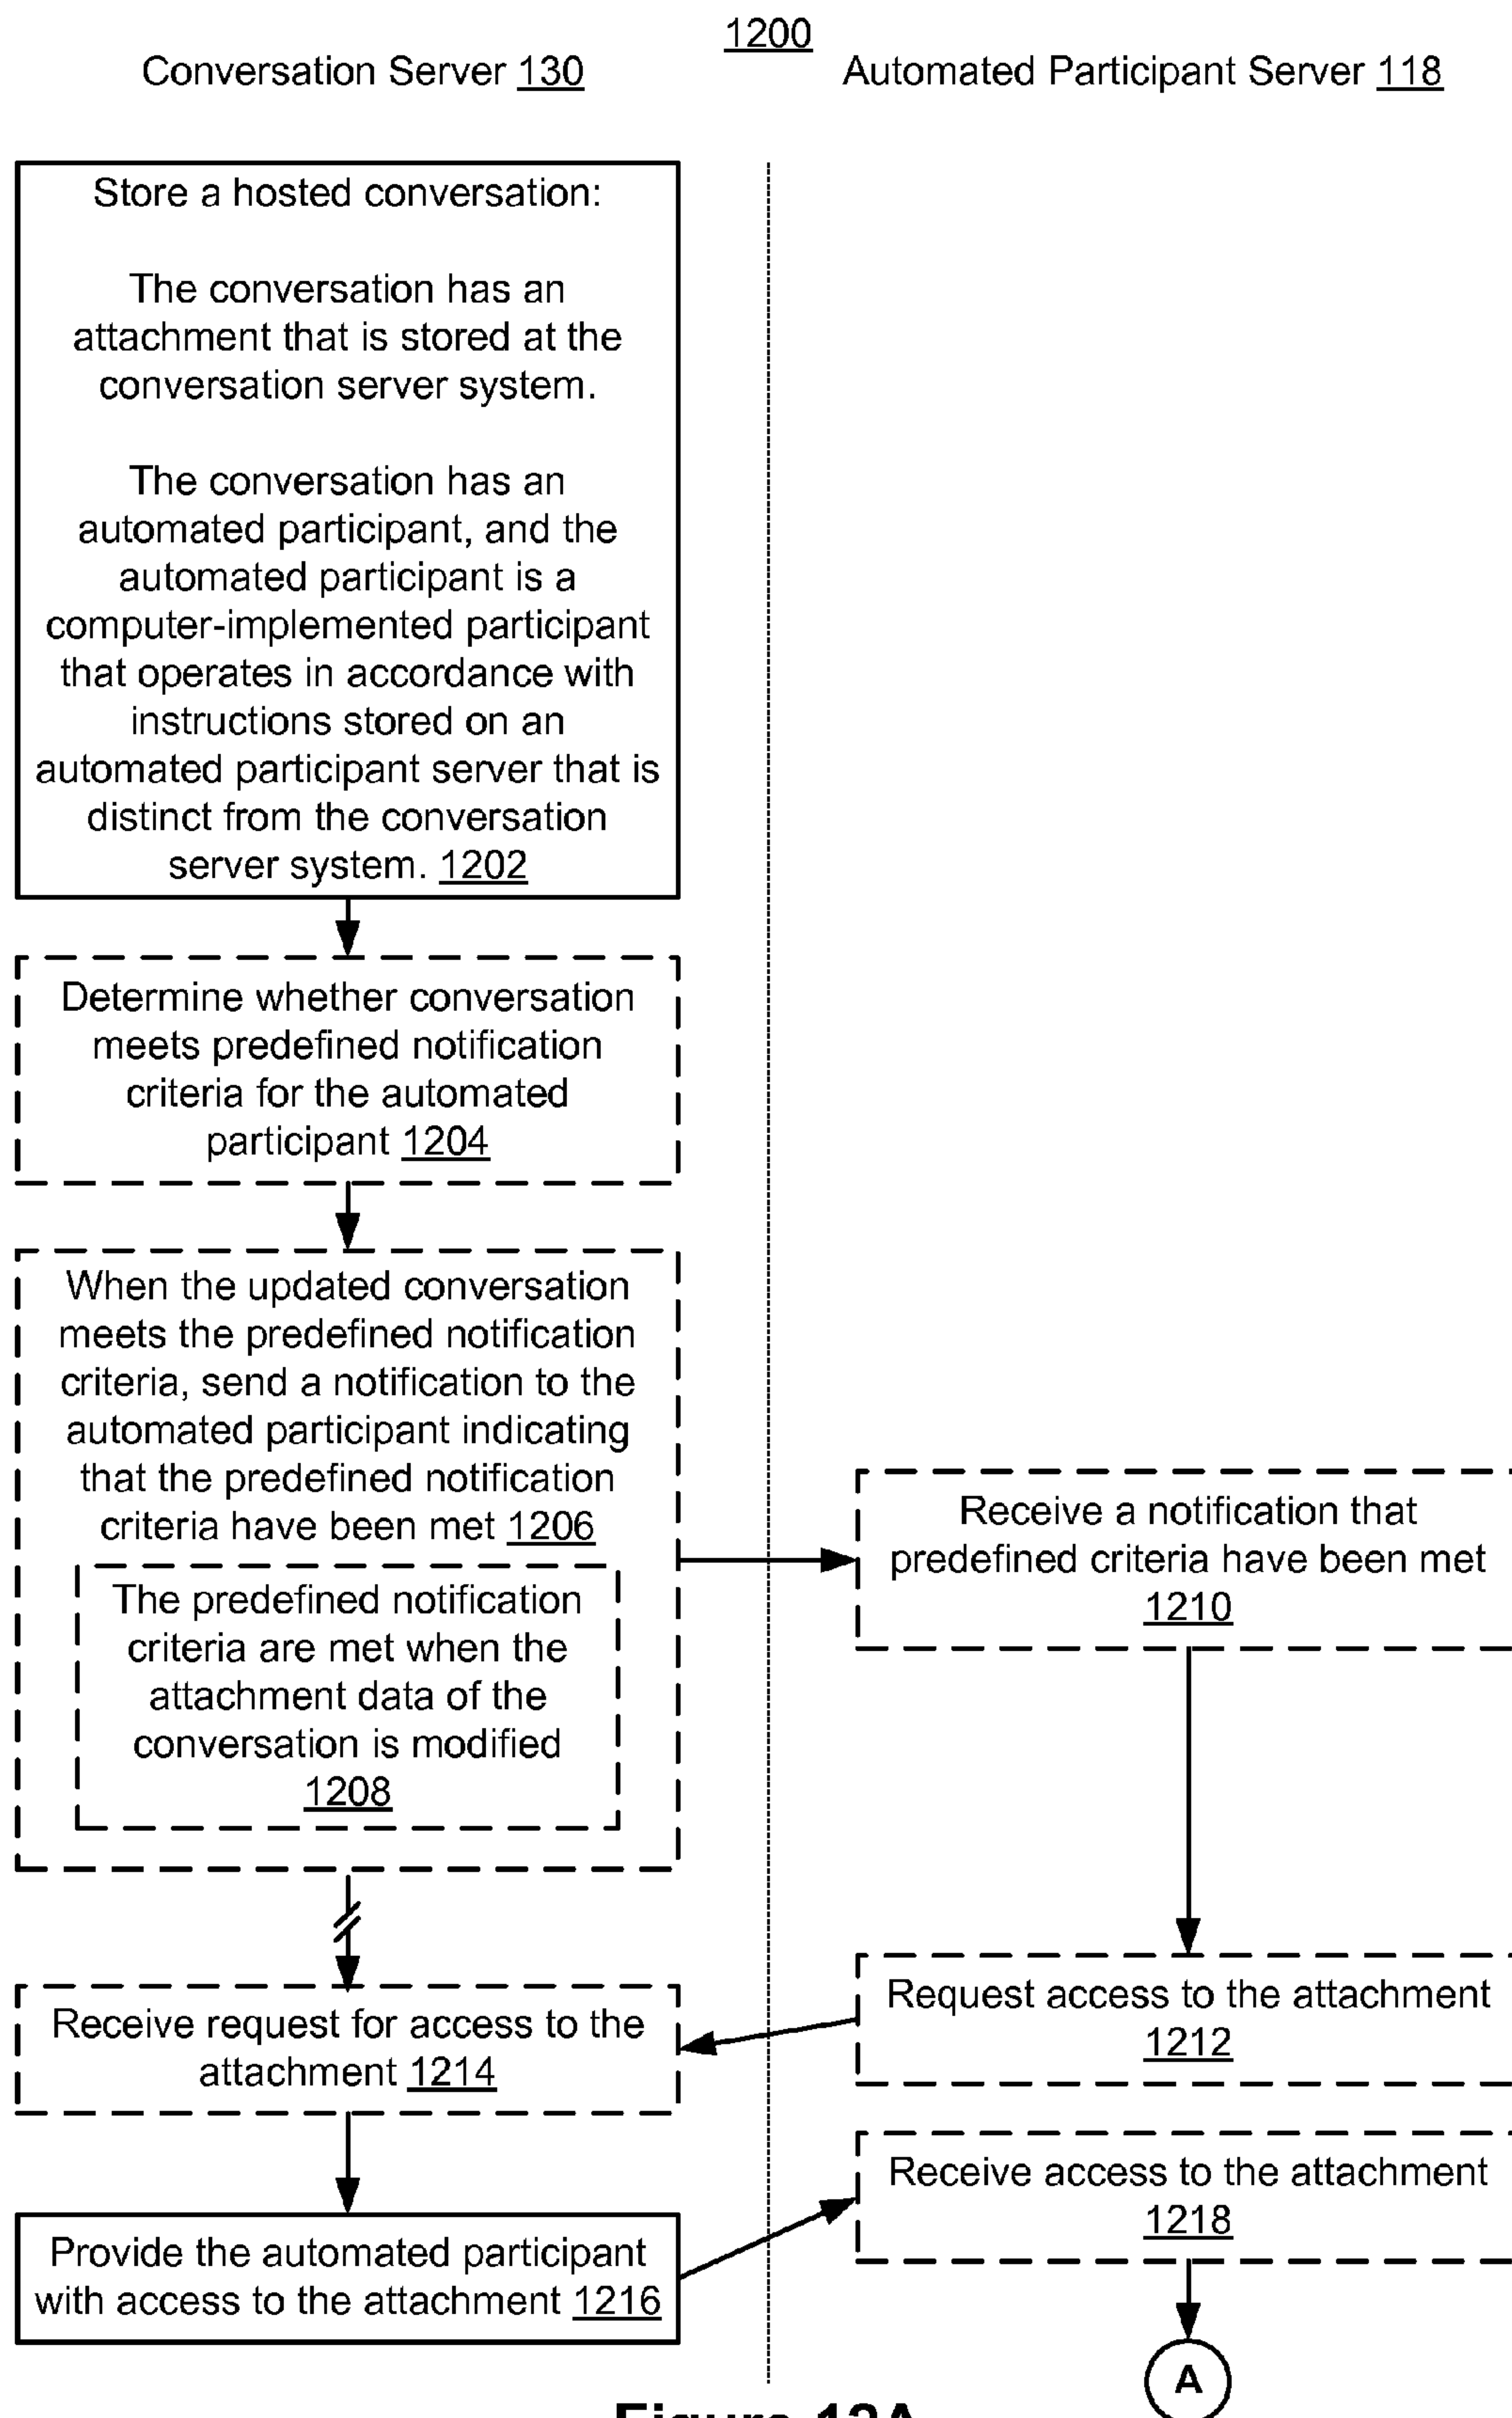 1200
Conversation Server 130
Automated Participant Server 118
Store a hosted conversation:
The conversation has an
attachment that is stored at the
conversation server system.
The conversation has an
automated participant, and the
automated participant is a
computer-implemented participant
that operates in accordance with
instructions stored on an
automated participant server that is
distinct from the conversation
server system. 1202
Determine whether conversation
meets predefined notification
criteria for the automated
participant 1204
When the updated conversation
meets the predefined notification
criteria, send a notification to the
automated participant indicating
that the predefined notification
criteria have been met 1206
The predefined notification
criteria are met when the
attachment data of the
conversation is modified
1208
Receive a notification that
predefined criteria have been met
1210
Request access to the attachment
1212
Receive request for access to the
attachment 1214
Provide the automated participant
with access to the attachment 1216
Receive access to the attachment
1218
A
Figure 12A